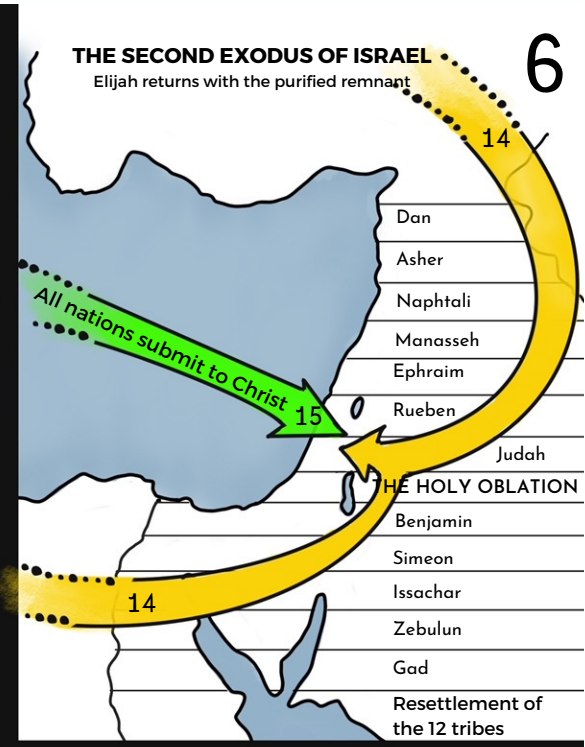 THE SECOND EXODUS OF ISRAEL
Elijah returns with the purified remnant
6
14
Dan
Asher
Naphtali
Manasseh
Ephraim
Rueben
All nations submit to Christ 15
Judah
THE HOLY OBLATION
Benjamin
Simeon
Issachar
14
Zebulun
Gad
Resettlement of
the 12 tribes